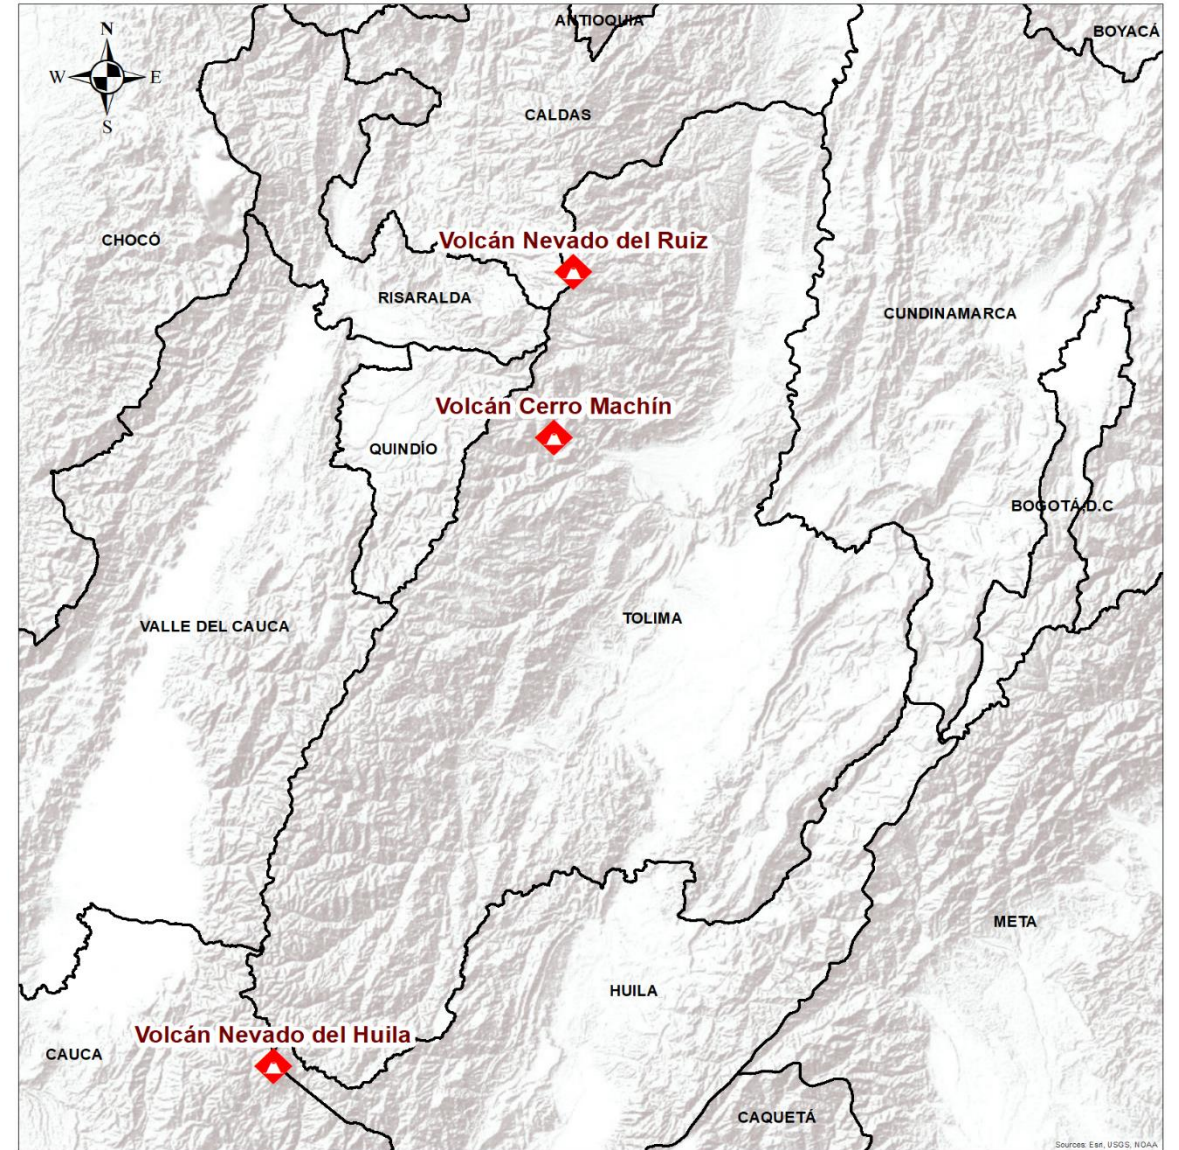 ANTIOQUIA
BOYACÁ
N
W
E
S
CALDAS
CHOCÓ
Volcán Nevado del Ruiz
RISARALDA
CUNDINAMARCA
Volcán Cerro Machín
QUINDÍO
BOGOTÁ,D.C
VALLE DEL CAUCA
TOLIMA
META
HUILA
Volcán Nevado del Huila
CAUCA
CAQUETÁ
Sources: Esri, USGS, NOAA